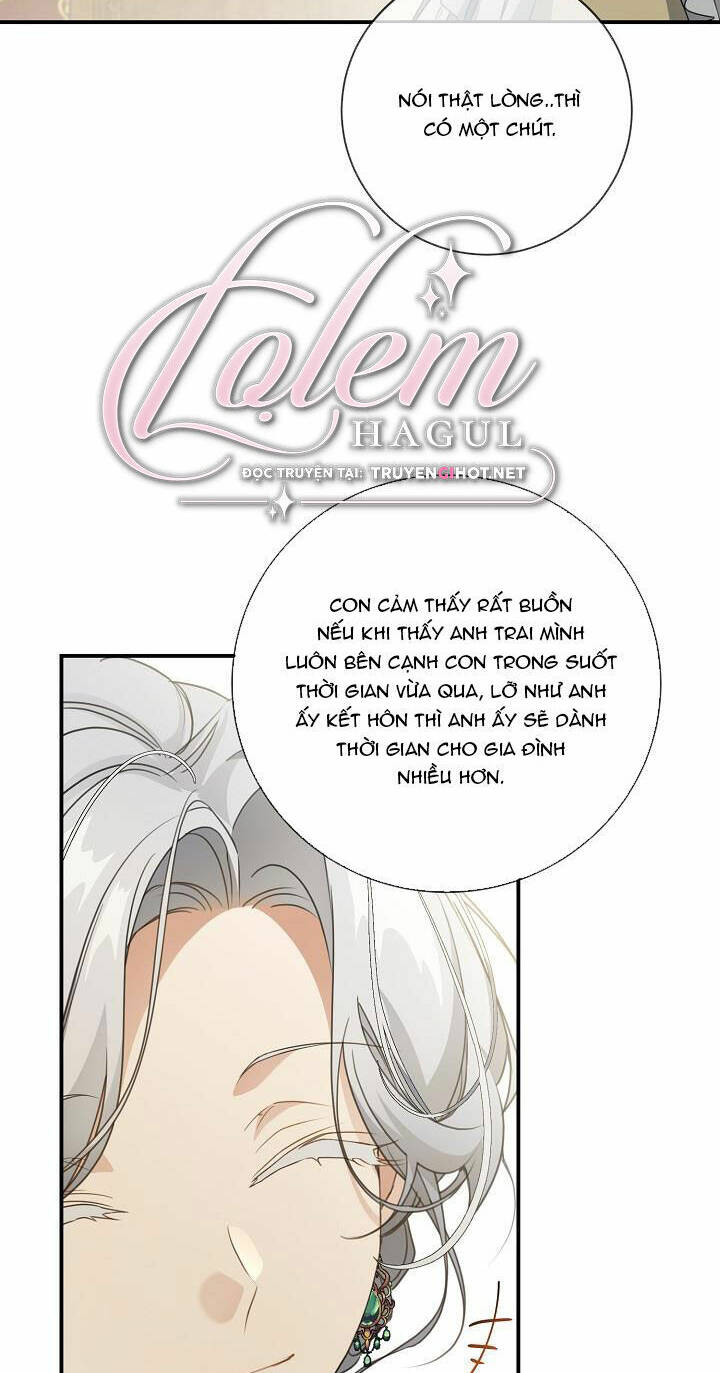 NÓI THẬT LÒNG..THÌ
CÓ MỘT CHÚT.
Lọlem
HAGUL
ĐỌC TRUYỆN TẠI: TRUYENGIHOT.NET
CON CẢM THẤY RẤT BUỒN
NẾU KHI THẤY ANH TRAI MÌNH
LUÔN BÊN CẠNH CON TRONG SUỐT
THỜI GIAN VỪA QUA, LỠ NHƯ ANH
ẤY KẾT HÔN THÌ ANH ẤY SẼ DÀNH
THỜI GIAN CHO GIA ĐÌNH
NHIỀU HƠN.